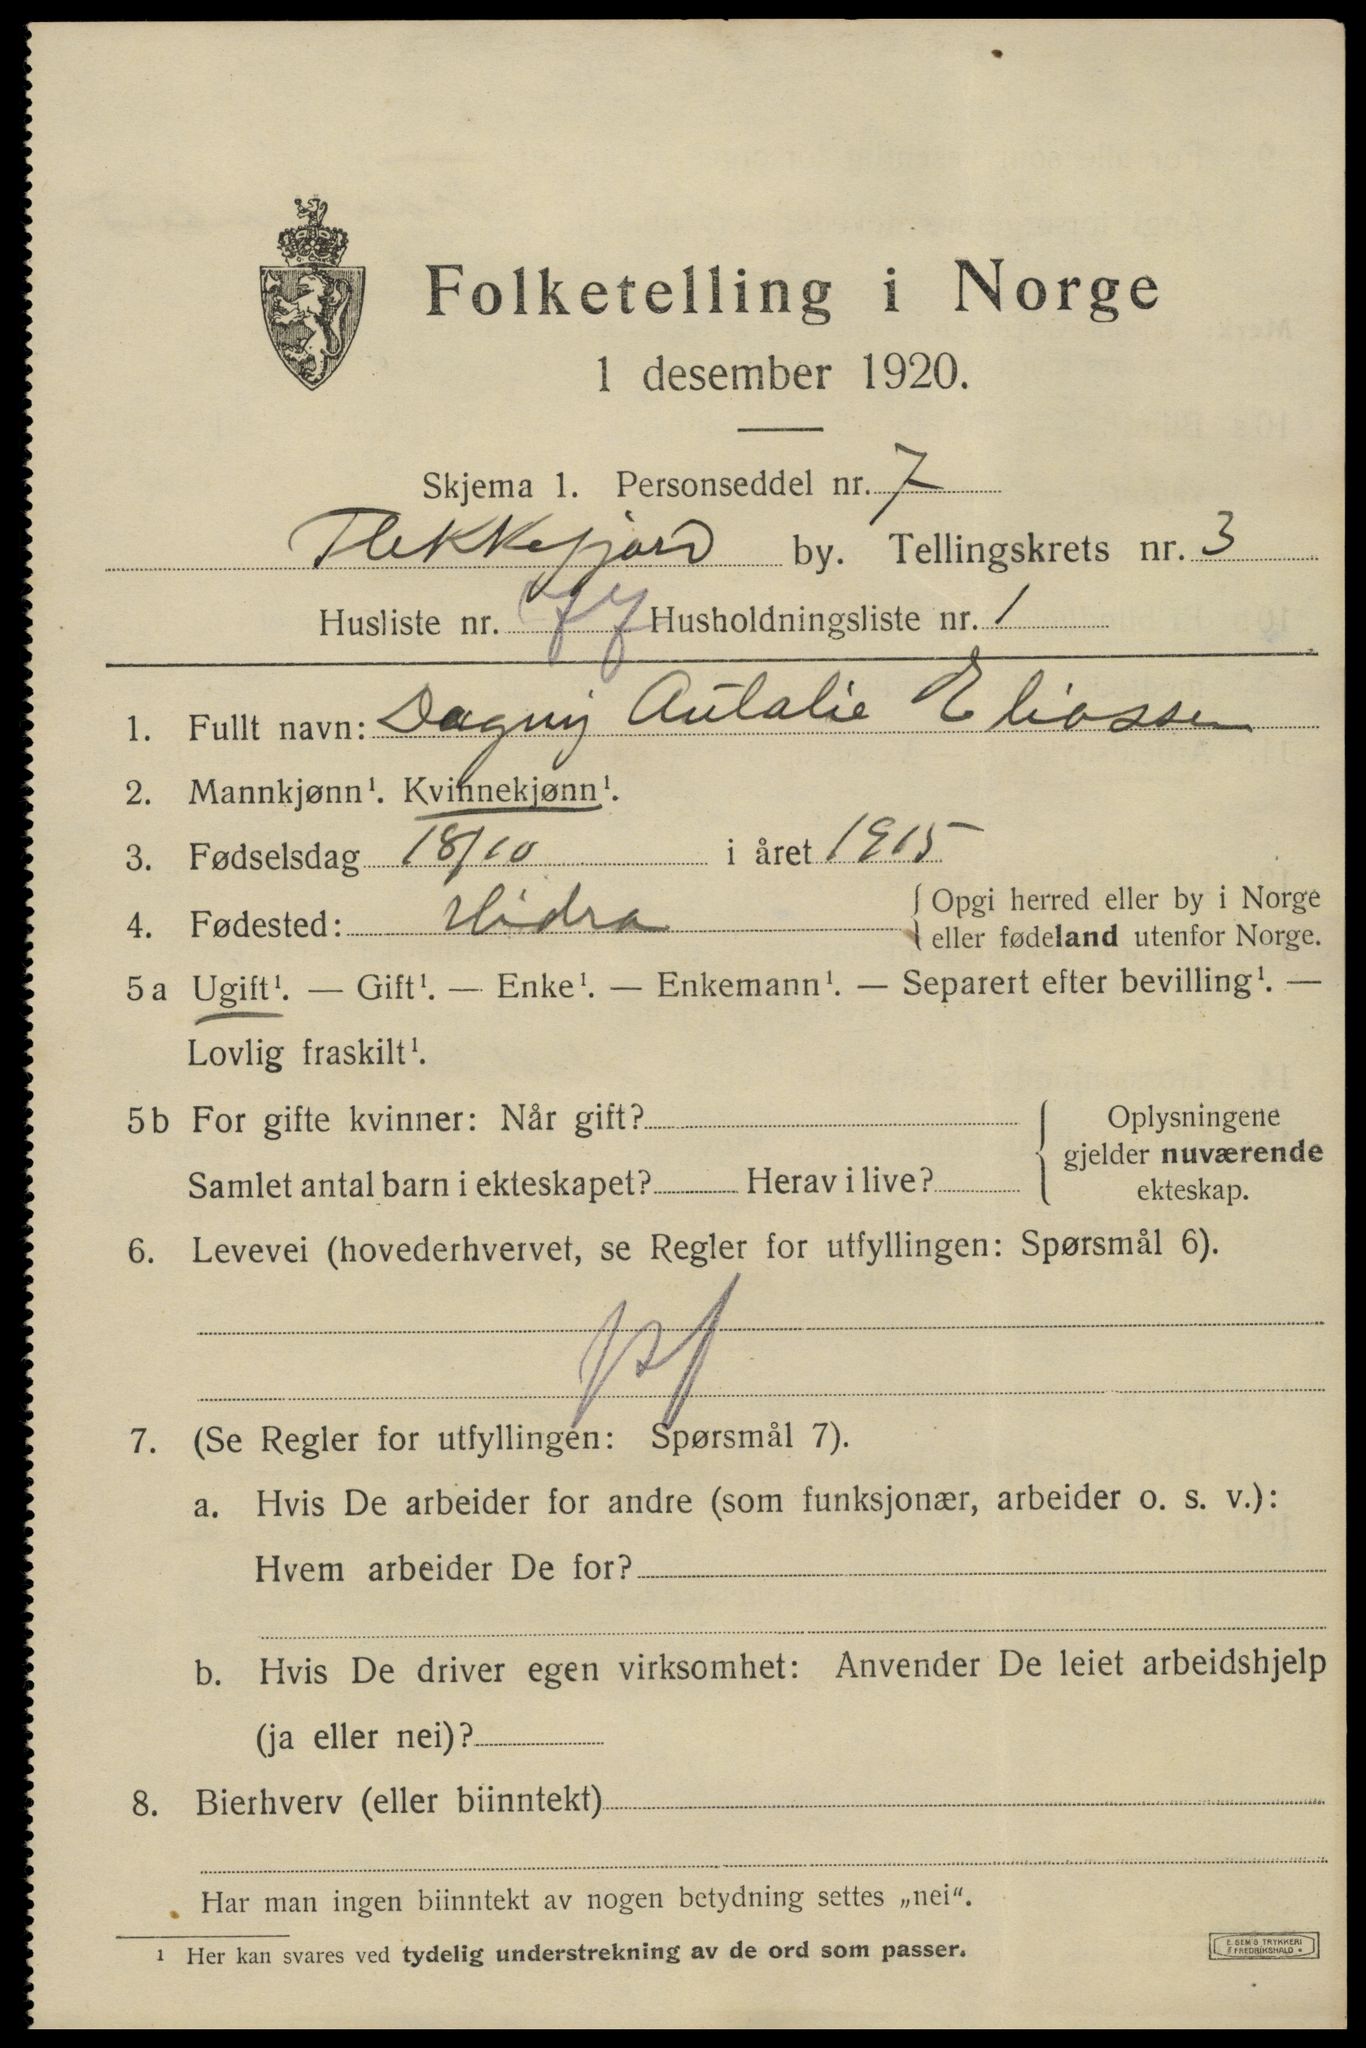 Folketelling i Norge
1 desember 1920.
Skjema 1. Personseddel nr. 7
Flekkefjord by. Tellingskrets nr. 3
Husliste nr. 77 Husholdningsliste nr. 1
1. Fullt navn: Dagny Autalie Eliassen
2. Mannkjønn¹. Kvinnekjønn¹.
3. Fødselsdag 18/10 i året 1915
4. Fødested: Hidra { Opgi herred eller by i Norge
eller fødeland utenfor Norge.
5 a Ugift¹. — Gift¹. — Enke¹. — Enkemann¹. — Separert efter bevilling¹. —
Lovlig fraskilt¹.
5 b For gifte kvinner: Når gift? { Oplysningene
gjelder nuværende
Samlet antal barn i ekteskapet? Herav i live? ekteskap.
6. Levevei (hovederhvervet, se Regler for utfyllingen: Spørsmål 6).
7. (Se Regler for utfyllingen: Spørsmål 7).
a. Hvis De arbeider for andre (som funksjonær, arbeider o. s. v.):
Hvem arbeider De for?
b. Hvis De driver egen virksomhet: Anvender De leiet arbeidshjelp
(ja eller nei)?
8. Bierhverv (eller biinntekt)
Har man ingen biinntekt av nogen betydning settes „nei“.
¹ Her kan svares ved tydelig understrekning av de ord som passer.
E. SEM'S TRYKKERI
FREDRIKSHALD